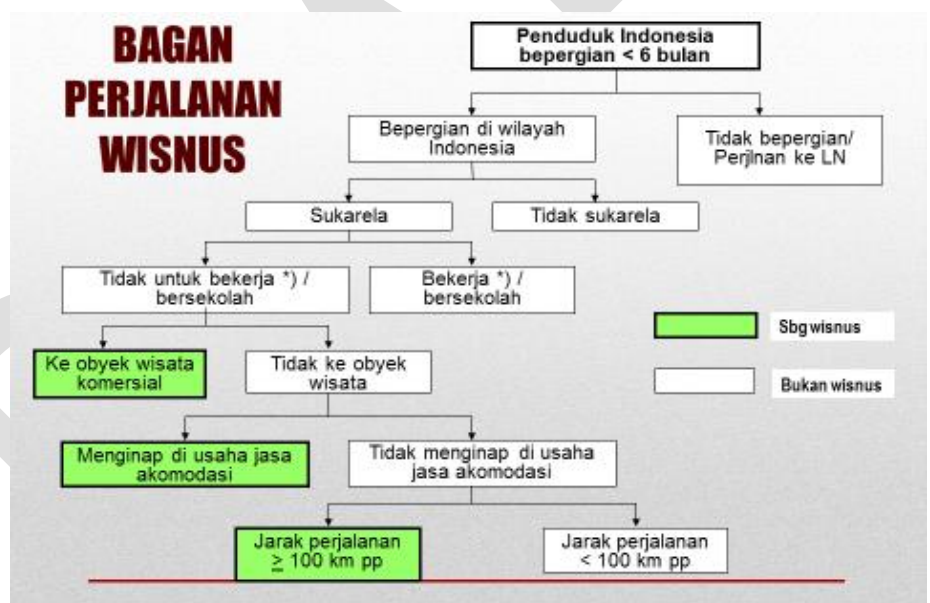 BAGAN
PERJALANAN
WISNUS
Penduduk Indonesia
bepergian < 6 bulan
Bepergian di wilayah
Indonesia
Tidak bepergian/
Perjlnan ke LN
Sukarela
Tidak sukarela
Tidak untuk bekerja *) /
bersekolah
Bekerja *) /
bersekolah
Sbg wisnus
Ke obyek wisata
komersial
Tidak ke obyek
wisata
Bukan wisnus
Menginap di usaha jasa
akomodasi
Tidak menginap di usaha
jasa akomodasi
Jarak perjalanan
≥ 100 km pp
Jarak perjalanan
< 100 km pp